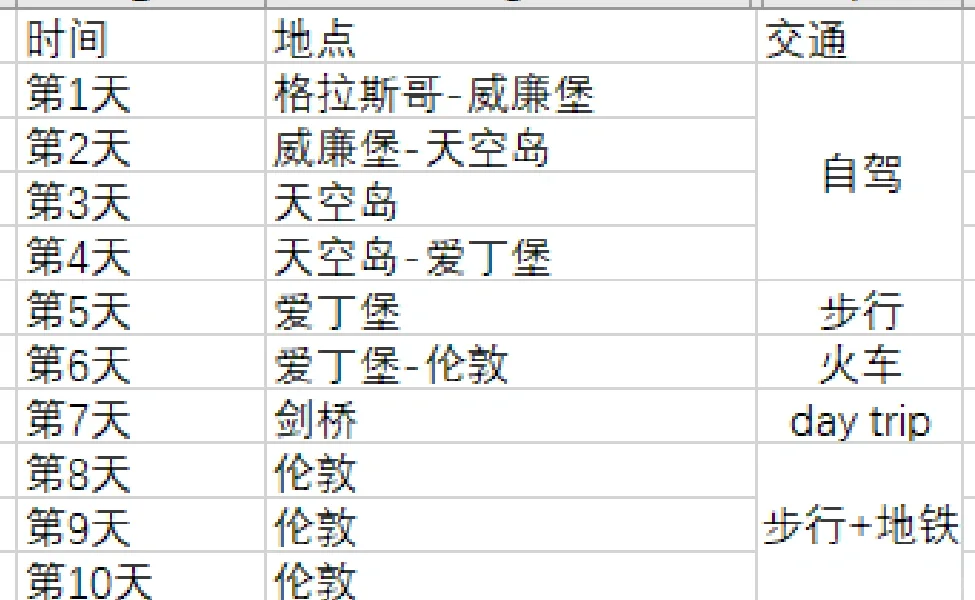 时间 地点 交通
第1天 格拉斯哥-威廉堡
第2天 威廉堡-天空岛
自驾
第3天 天空岛
第4天 天空岛-爱丁堡
第5天 爱丁堡 步行
第6天 爱丁堡-伦敦 火车
第7天 剑桥 day trip
第8天 伦敦
第9天 伦敦 步行+地铁
第10天 伦敦